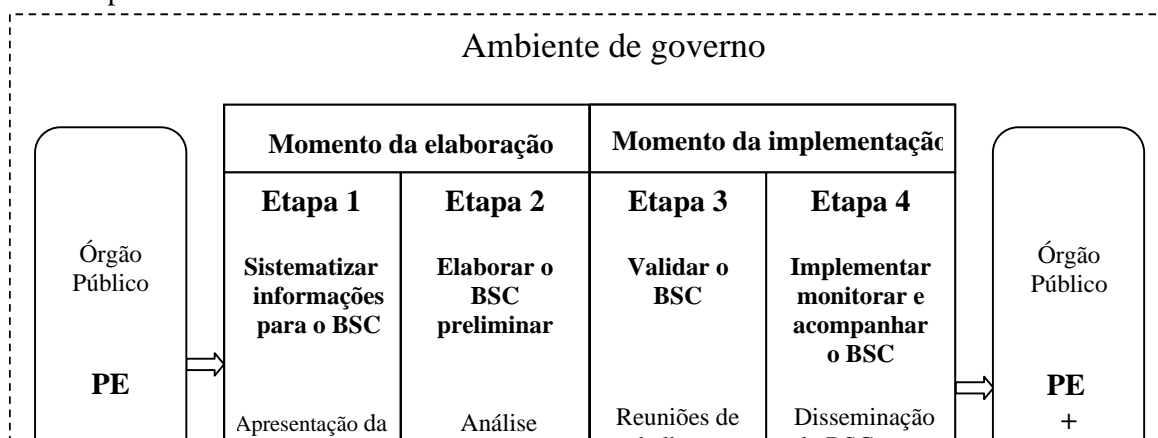 Ambiente de governo
Órgão
Público
PE
Momento da elaboração
Momento da implementação
Etapa 1
Sistematizar
informações
para o BSC
Apresentação da
Etapa 2
Elaborar o
BSC
preliminar
Análise
Etapa 3
Validar o
BSC
Reuniões de
Etapa 4
Implementar
monitorar e
acompanhar
o BSC
Disseminação
Órgão
Público
PE
+